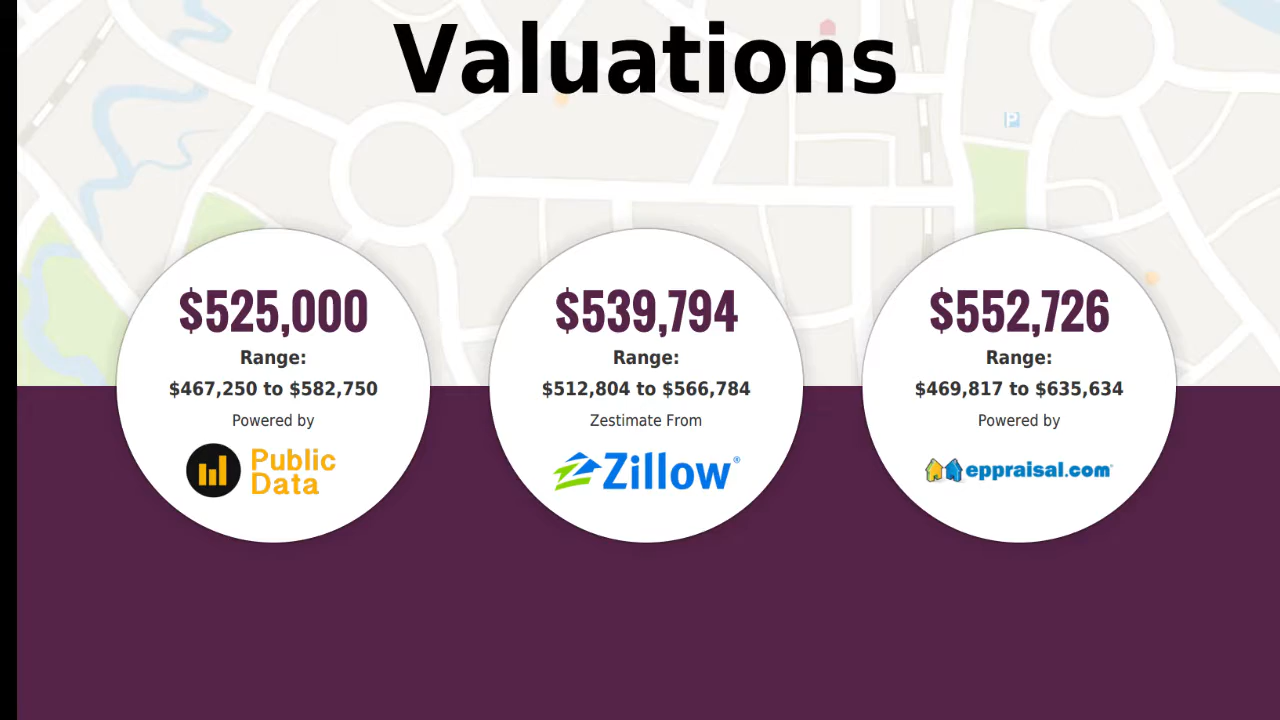 Valuations
P
$525,000
Range:
$467,250 to $582,750
Powered by
Public
Data
$539,794
Range:
$512,804 to $566,784
Zestimate From
Zillow®
$552,726
Range:
$469,817 to $635,634
Powered by
eppraisal.com